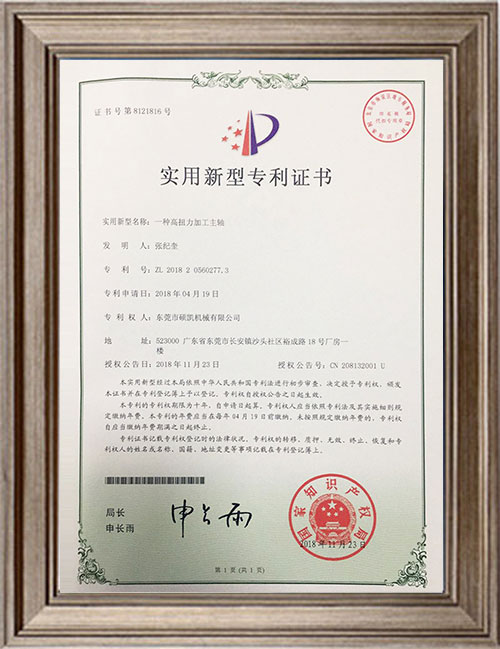 证书号第8121816号
实用新型专利证书
实用新型名称：一种高扭力加工主轴
发 明 人：张纪奎
专 利 号：ZL 2018 2 0560277.3
专利申请日：2018年04月19日
专 利 权 人：东莞市硕凯机械有限公司
地 址：523000 广东省东莞市长安镇沙头社区裕成路18号厂房一
楼
授权公告日：2018年11月23日 授权公告号：CN 208132001 U
本实用新型经过本局依照中华人民共和国专利法进行初步审查，决定授予专利权，颁发
本证书并在专利登记簿上予以登记。专利权自授权公告之日起生效。
本专利的专利权期限为十年，自申请日起算。专利权人应当依照专利法及其实施细则规
定缴纳年费。本专利的年费应当在每年04月19日前缴纳。未按照规定缴纳年费的，专利权
自应当缴纳年费期满之日起终止。
专利证书记载专利权登记时的法律状况。专利权的转移、质押、无效、终止、恢复和专
利权人的姓名或名称、国籍、地址变更等事项记载在专利登记簿上。
局长
申长雨
申长雨
国家知识产权局
2018年11月23日
第 1 页 (共 1 页)